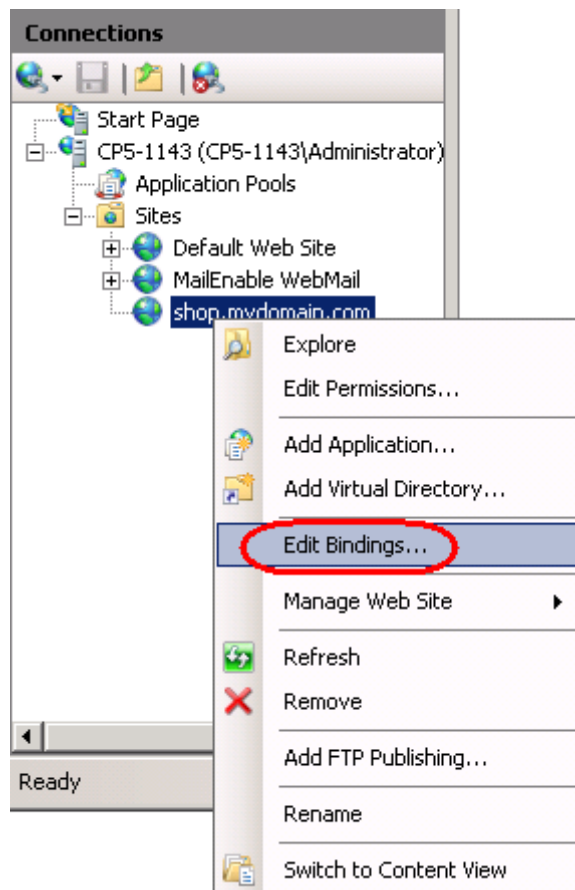 Connections
Start Page
CP5-1143 (CP5-1143\Administrator)
Application Pools
Sites
Default Web Site
MailEnable WebMail
shop.mydomain.com
Explore
Edit Permissions...
Add Application...
Add Virtual Directory...
Edit Bindings...
Manage Web Site
Refresh
Remove
Add FTP Publishing...
Rename
Switch to Content View
Ready